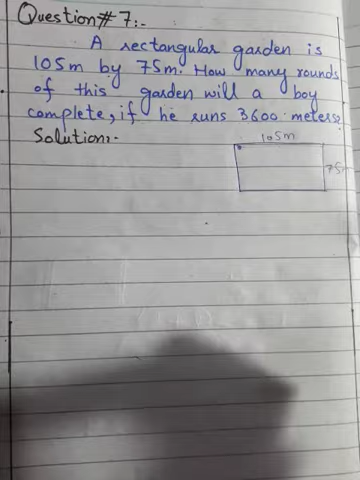 Question# 7:-
A rectangular garden is
105m by 75m. How many rounds
of this garden will a boy
complete, if he runs 3600 meters?
Solution:-
105m
75m